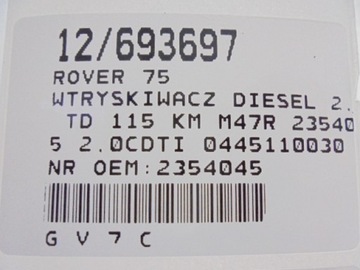 12/693697
ROVER 75
WTRYSKIWACZ DIESEL 2.
TD 115 KM M47R 23540
5 2.0CDTI 0445110030
NR OEM:2354045
G V 7 C